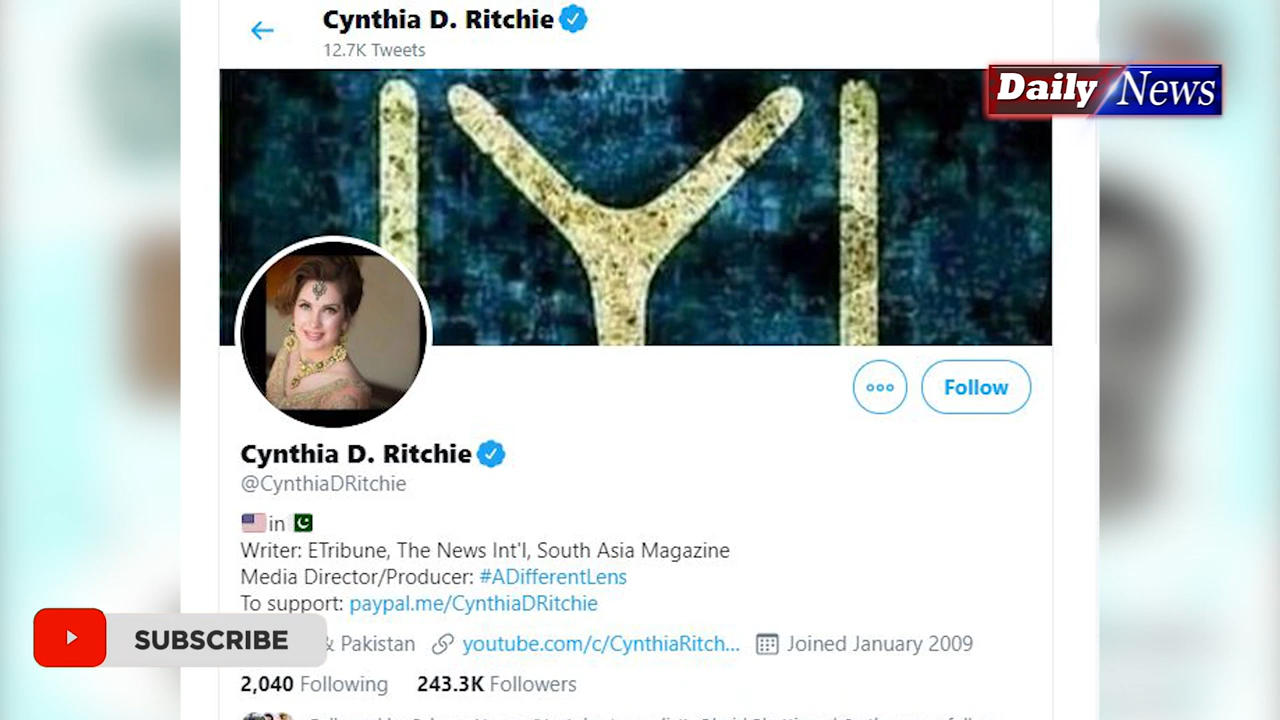 Cynthia D. Ritchie
12.7K Tweets
Daily News
IYI
Follow
Cynthia D. Ritchie
@CynthiaDRitchie
in
Writer: ETribune, The News Int'l, South Asia Magazine
Media Director/Producer: #ADifferentLens
To support: paypal.me/CynthiaDRitchie
& Pakistan youtube.com/c/CynthiaRitch... Joined January 2009
SUBSCRIBE
2,040 Following 243.3K Followers